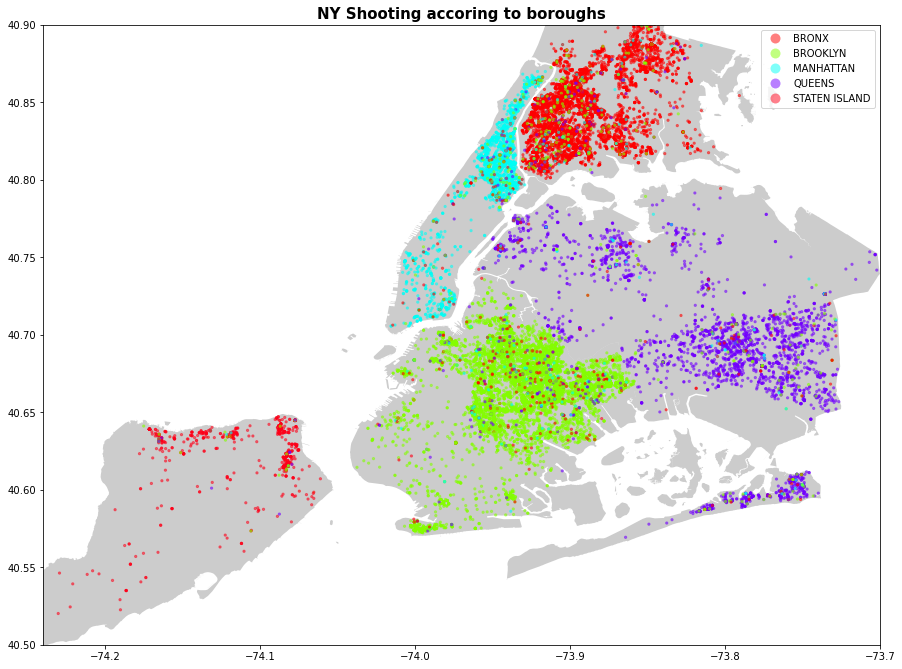 NY Shooting accoring to boroughs
40.90
40.85
40.80
40.75
40.70
40.65
40.60
40.55
40.50
−74.2
−74.1
−74.0
−73.9
−73.8
−73.7
BRONX
BROOKLYN
MANHATTAN
QUEENS
STATEN ISLAND